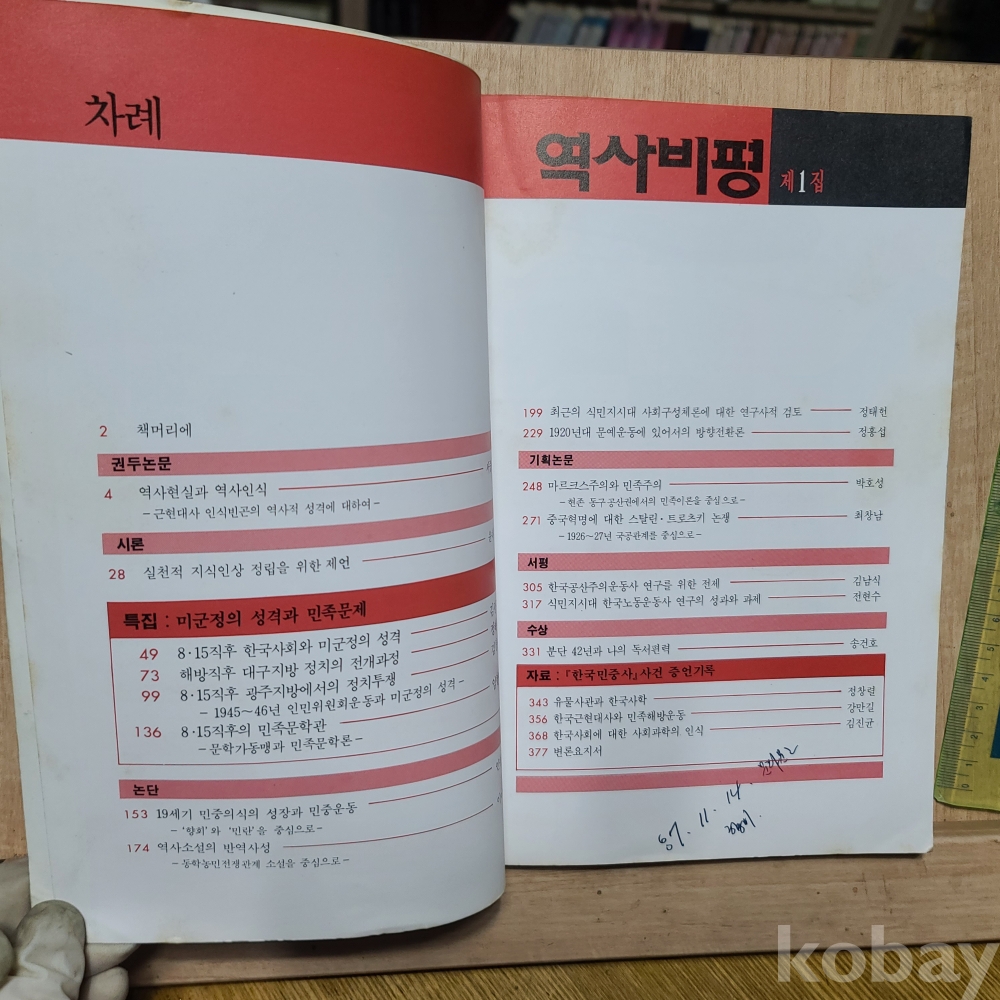 차례
2 책머리에
권두논문
4 역사현실과 역사인식
-근현대사 인식빈곤의 역사적 성격에 대하여-
시론
28 실천적 지식인상 정립을 위한 제언
특집 : 미군정의 성격과 민족문제
49 8·15직후 한국사회와 미군정의 성격
73 해방직후 대구지방 정치의 전개과정
99 8·15직후 광주지방에서의 정치투쟁
-1945~46년 인민위원회운동과 미군정의 성격-
136 8·15직후의 민족문학관
-문학가동맹과 민족문학론-
논단
153 19세기 민중의식의 성장과 민중운동
-'향회'와 '민란'을 중심으로-
174 역사소설의 반역사성
-동학농민전쟁관계 소설을 중심으로-
역사비평 제1집
199 최근의 식민지시대 사회구성체론에 대한 연구사적 검토 정태헌
229 1920년대 문예운동에 있어서의 방향전환론 정홍섭
기획논문
248 마르크스주의와 민족주의 박호성
-현존 동구 공산권에서의 민족이론을 중심으로-
271 중국혁명에 대한 스탈린·트로츠키 논쟁 최창남
-1926~27년 국공관계를 중심으로-
서평
305 한국공산주의운동사 연구를 위한 전제 김남식
317 식민지시대 한국노동운동사 연구의 성과와 과제 전현수
수상
331 분단 42년과 나의 독서편력 송건호
자료 : 「한국민중사」사건 증언기록
343 유물사관과 한국사학 정창렬
356 한국근현대사와 민족해방운동 강만길
368 한국사회에 대한 사회과학의 인식 김진균
377 변론요지서
87. 11. 14.
kobay